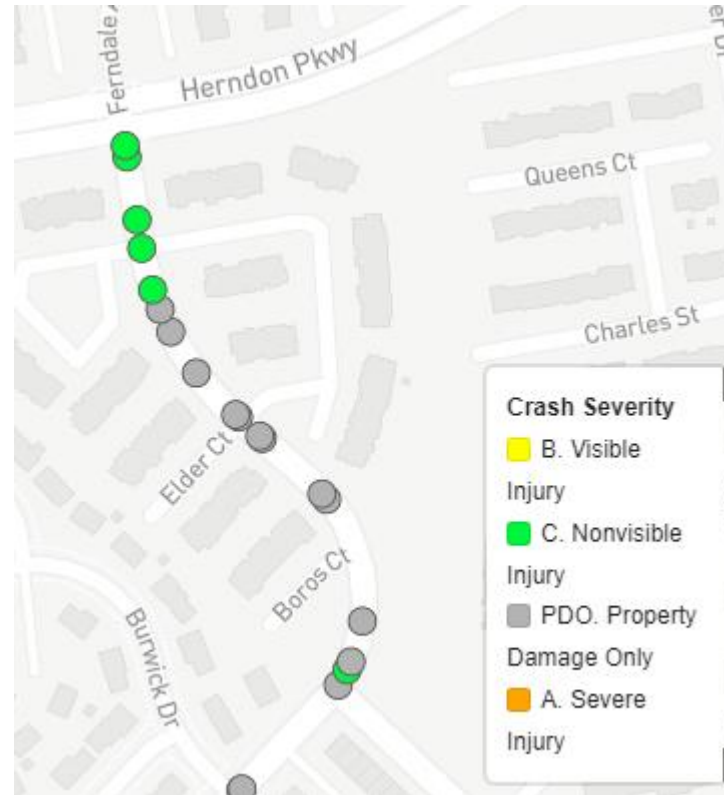 Ferndale
Herndon Pkwy
Queens Ct
Charles St
Elder Ct
Boros Ct
Burwick Dr
Crash Severity
B. Visible
Injury
C. Nonvisible
Injury
PDO. Property
Damage Only
A. Severe
Injury